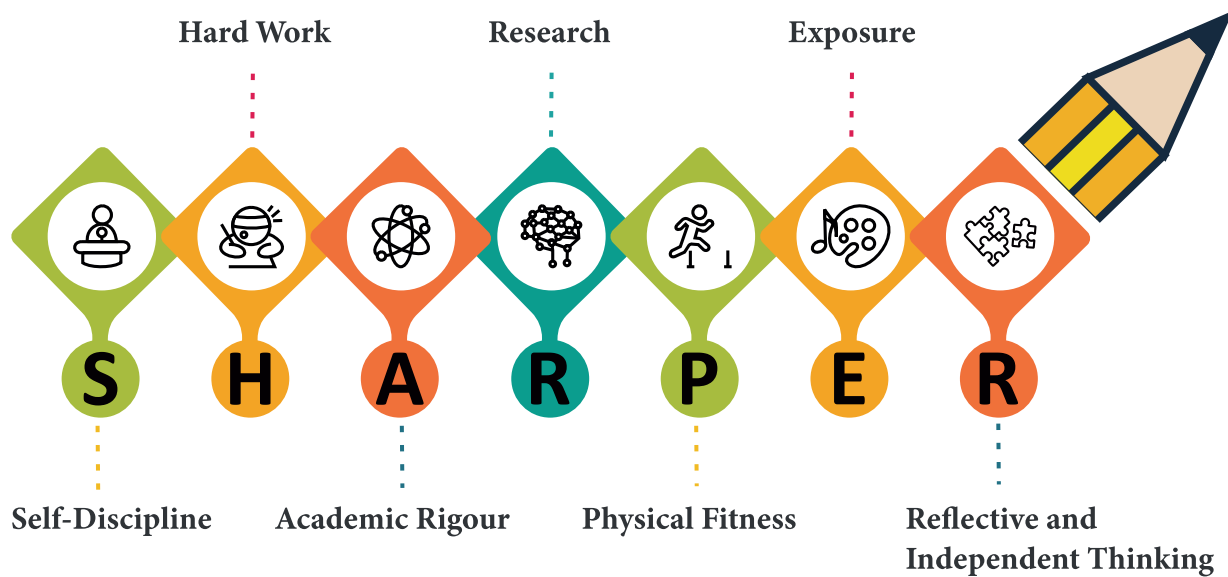 Hard Work
Research
Exposure
S H A R P E R
Self-Discipline
Academic Rigour
Physical Fitness
Reflective and
Independent Thinking